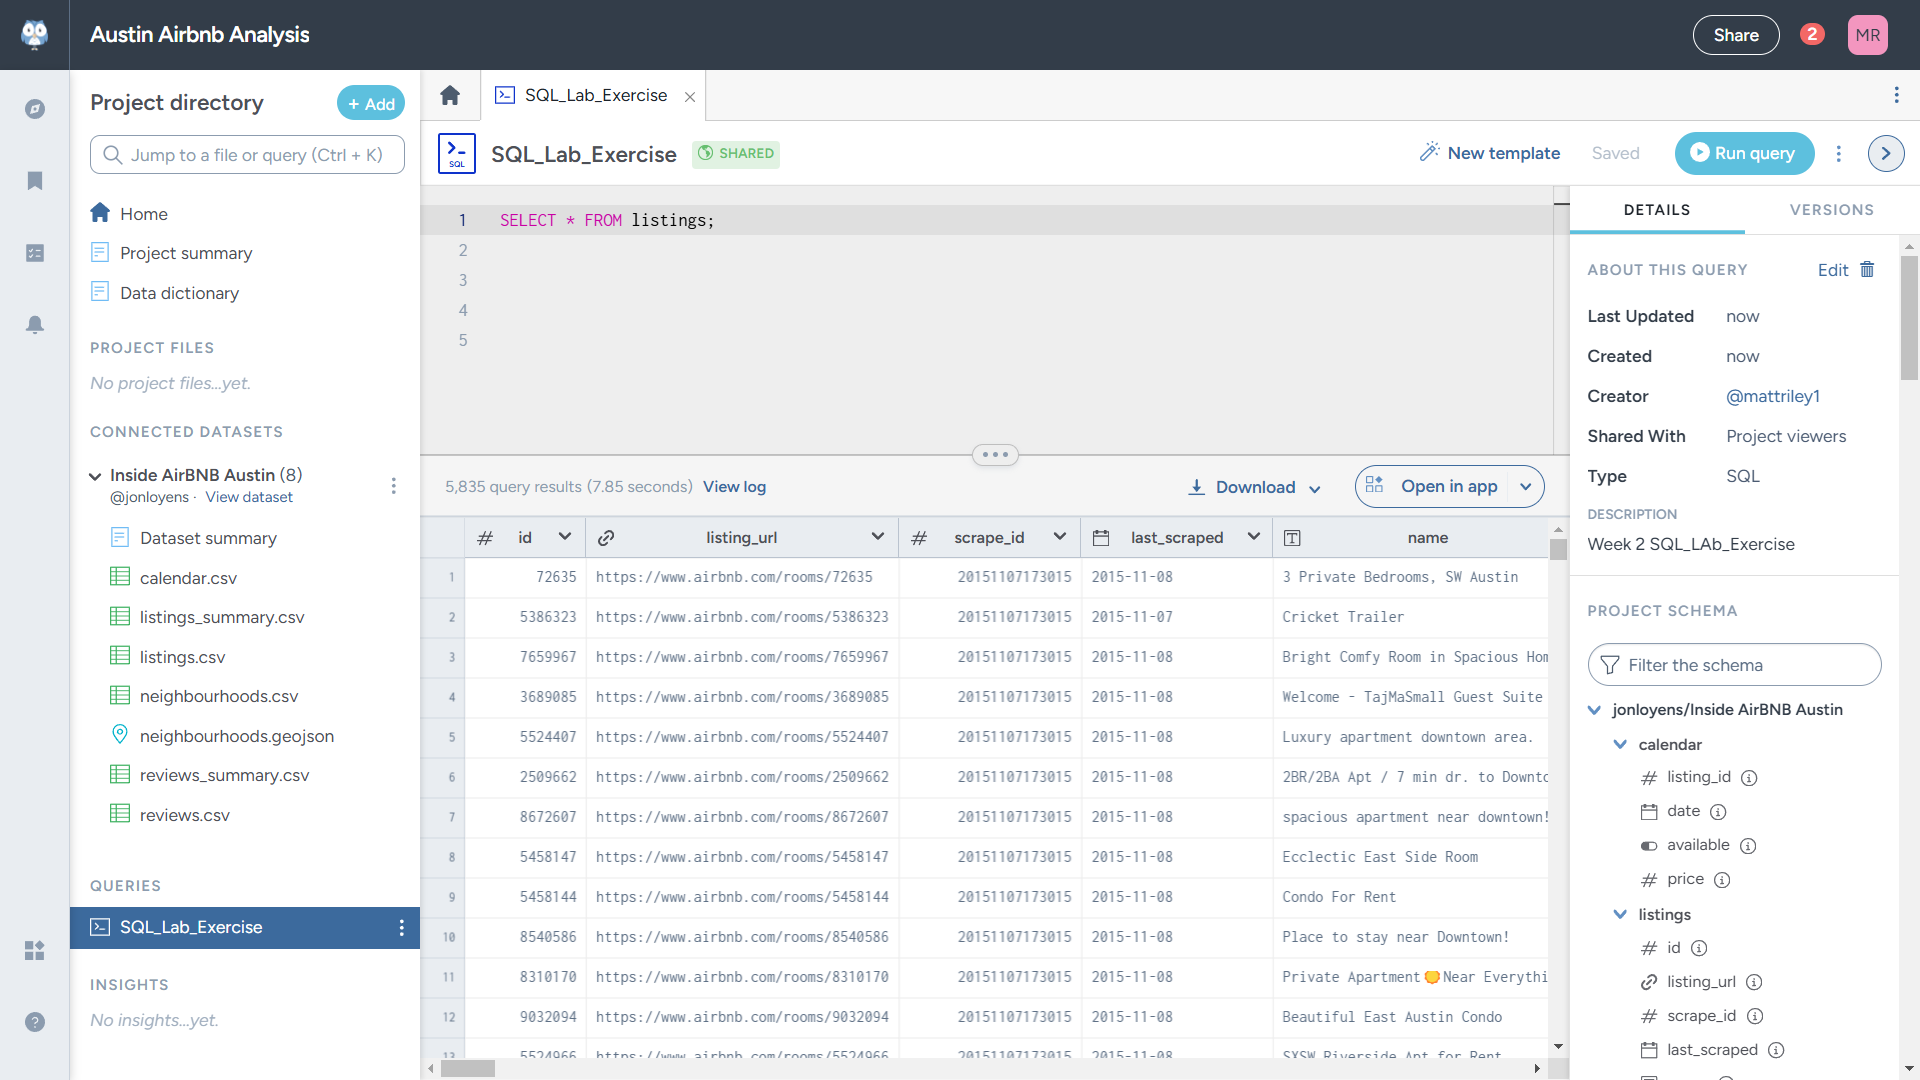 Austin Airbnb Analysis
Share
2
MR
Project directory
+ Add
Jump to a file or query (Ctrl + K)
Home
Project summary
Data dictionary
PROJECT FILES
No project files...yet.
CONNECTED DATASETS
Inside AirBNB Austin (8)
@jonloyens · View dataset
Dataset summary
calendar.csv
listings_summary.csv
listings.csv
neighbourhoods.csv
neighbourhoods.geojson
reviews_summary.csv
reviews.csv
QUERIES
SQL_Lab_Exercise
INSIGHTS
No insights...yet.
SQL_Lab_Exercise
SQL
SQL_Lab_Exercise
SHARED
New template
Saved
Run query
1 SELECT * FROM listings;
2
3
4
5
5,835 query results (7.85 seconds) View log
Download
Open in app
# id listing_url # scrape_id last_scraped T name
1 72635 https://www.airbnb.com/rooms/72635 20151107173015 2015-11-08 3 Private Bedrooms, SW Austin
2 5386323 https://www.airbnb.com/rooms/5386323 20151107173015 2015-11-07 Cricket Trailer
3 7659967 https://www.airbnb.com/rooms/7659967 20151107173015 2015-11-08 Bright Comfy Room in Spacious Hom
4 3689085 https://www.airbnb.com/rooms/3689085 20151107173015 2015-11-08 Welcome - TajMaSmall Guest Suite
5 5524407 https://www.airbnb.com/rooms/5524407 20151107173015 2015-11-08 Luxury apartment downtown area.
6 2509662 https://www.airbnb.com/rooms/2509662 20151107173015 2015-11-08 2BR/2BA Apt / 7 min dr. to Downto
7 8672607 https://www.airbnb.com/rooms/8672607 20151107173015 2015-11-08 spacious apartment near downtown!
8 5458147 https://www.airbnb.com/rooms/5458147 20151107173015 2015-11-08 Ecclectic East Side Room
9 5458144 https://www.airbnb.com/rooms/5458144 20151107173015 2015-11-08 Condo For Rent
10 8540586 https://www.airbnb.com/rooms/8540586 20151107173015 2015-11-08 Place to stay near Downtown!
11 8310170 https://www.airbnb.com/rooms/8310170 20151107173015 2015-11-08 Private Apartment Near Everythi
12 9032094 https://www.airbnb.com/rooms/9032094 20151107173015 2015-11-08 Beautiful East Austin Condo
13 5524966 https://www.airbnb.com/rooms/5524966 20151107173015 2015-11-08 SXSW Riverside Apt for Rent
DETAILS
VERSIONS
ABOUT THIS QUERY
Edit
Last Updated now
Created now
Creator @mattriley1
Shared With Project viewers
Type SQL
DESCRIPTION
Week 2 SQL_LAb_Exercise
PROJECT SCHEMA
Filter the schema
jonloyens/Inside AirBNB Austin
calendar
# listing_id
date
available
# price
listings
# id
listing_url
# scrape_id
last_scraped